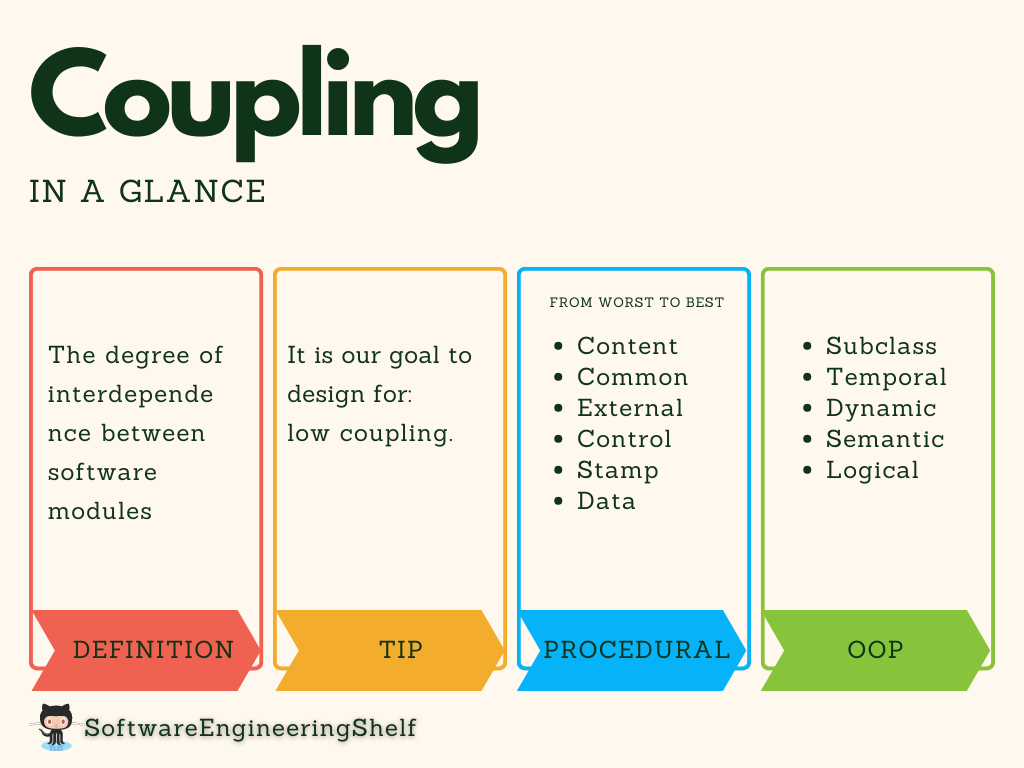 Coupling
IN A GLANCE
The degree of
interdepende
nce between
software
modules
DEFINITION
It is our goal to
design for:
low coupling.
TIP
FROM WORST TO BEST
• Content
• Common
• External
• Control
• Stamp
• Data
PROCEDURAL
• Subclass
• Temporal
• Dynamic
• Semantic
• Logical
OOP
SoftwareEngineeringShelf